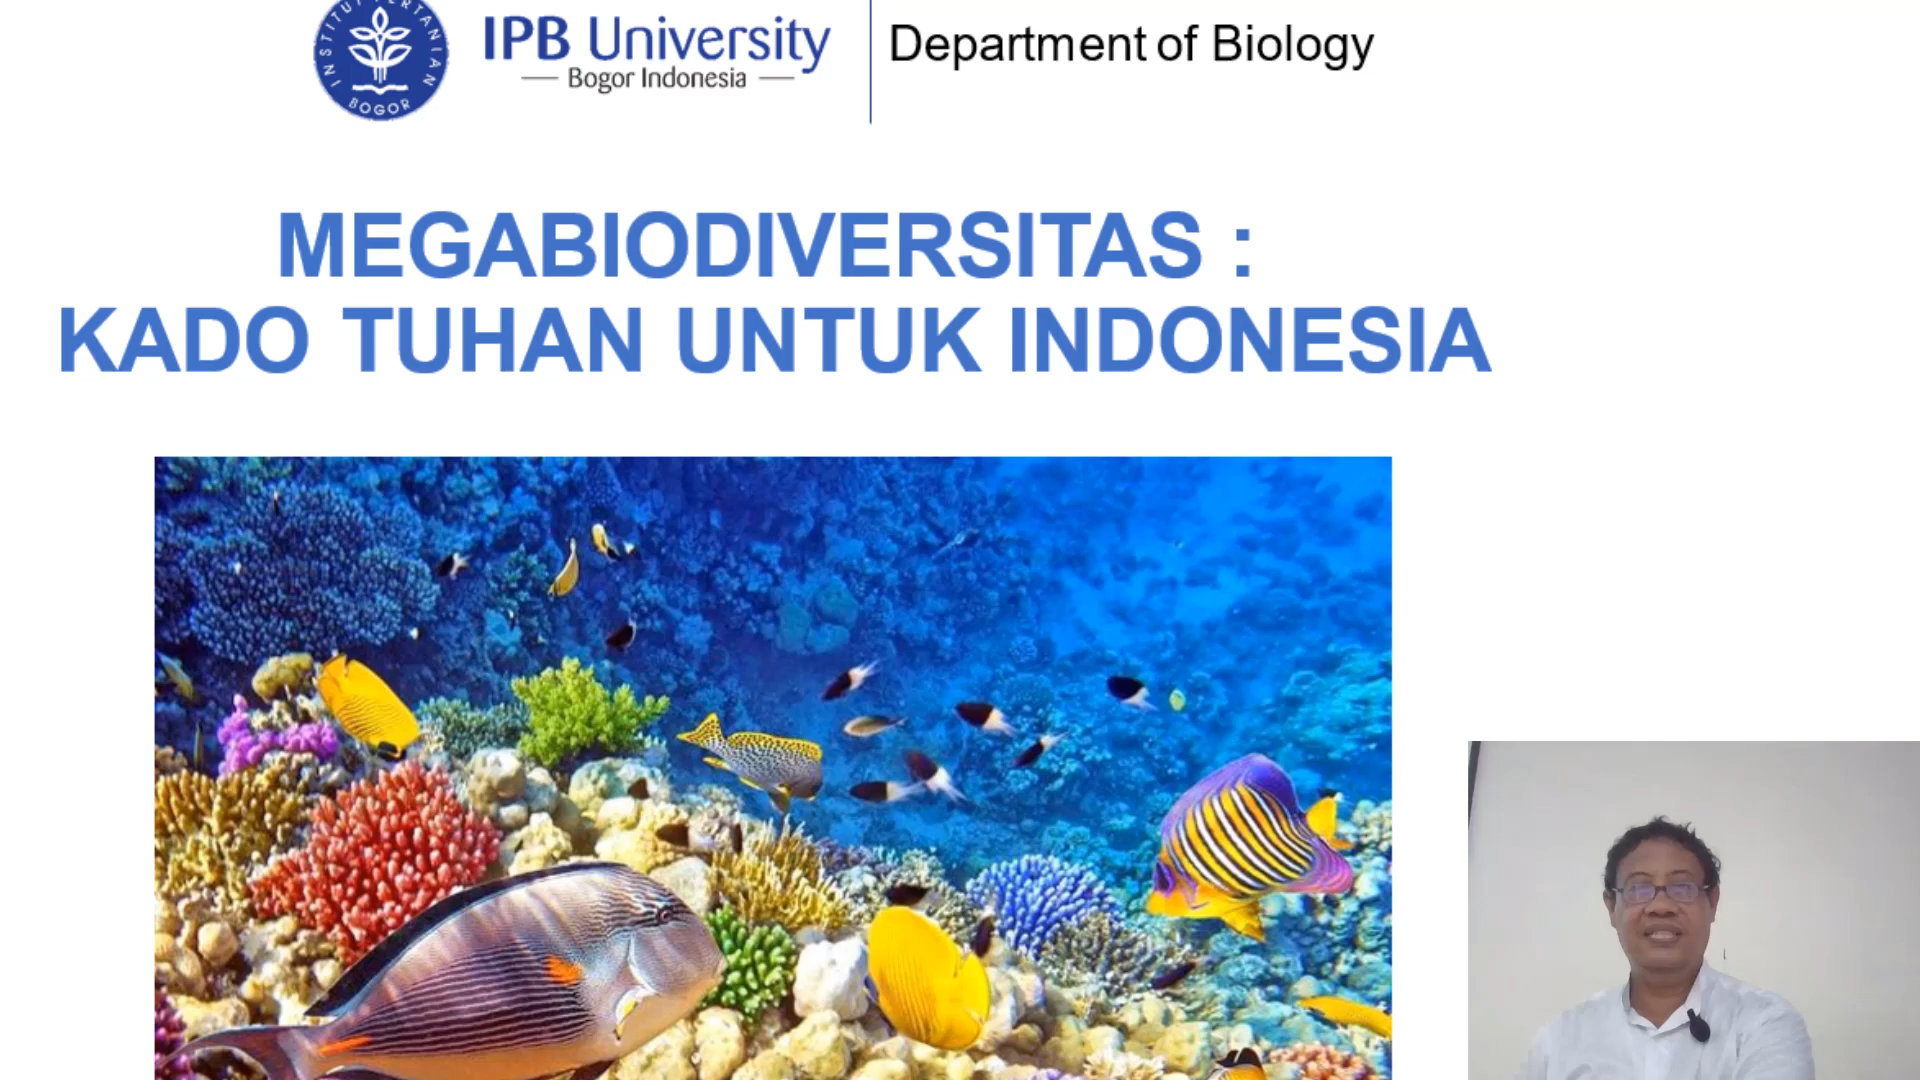 INSTITUT PERTANIAN
BOGOR
IPB University
Bogor Indonesia
Department of Biology
MEGABIODIVERSITAS :
KADO TUHAN UNTUK INDONESIA